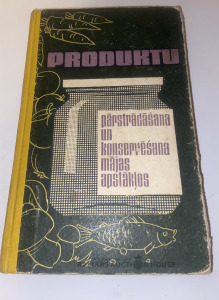 PRODUKTU
pārstrādāšana
un
konservēšana
mājas
apstākļos